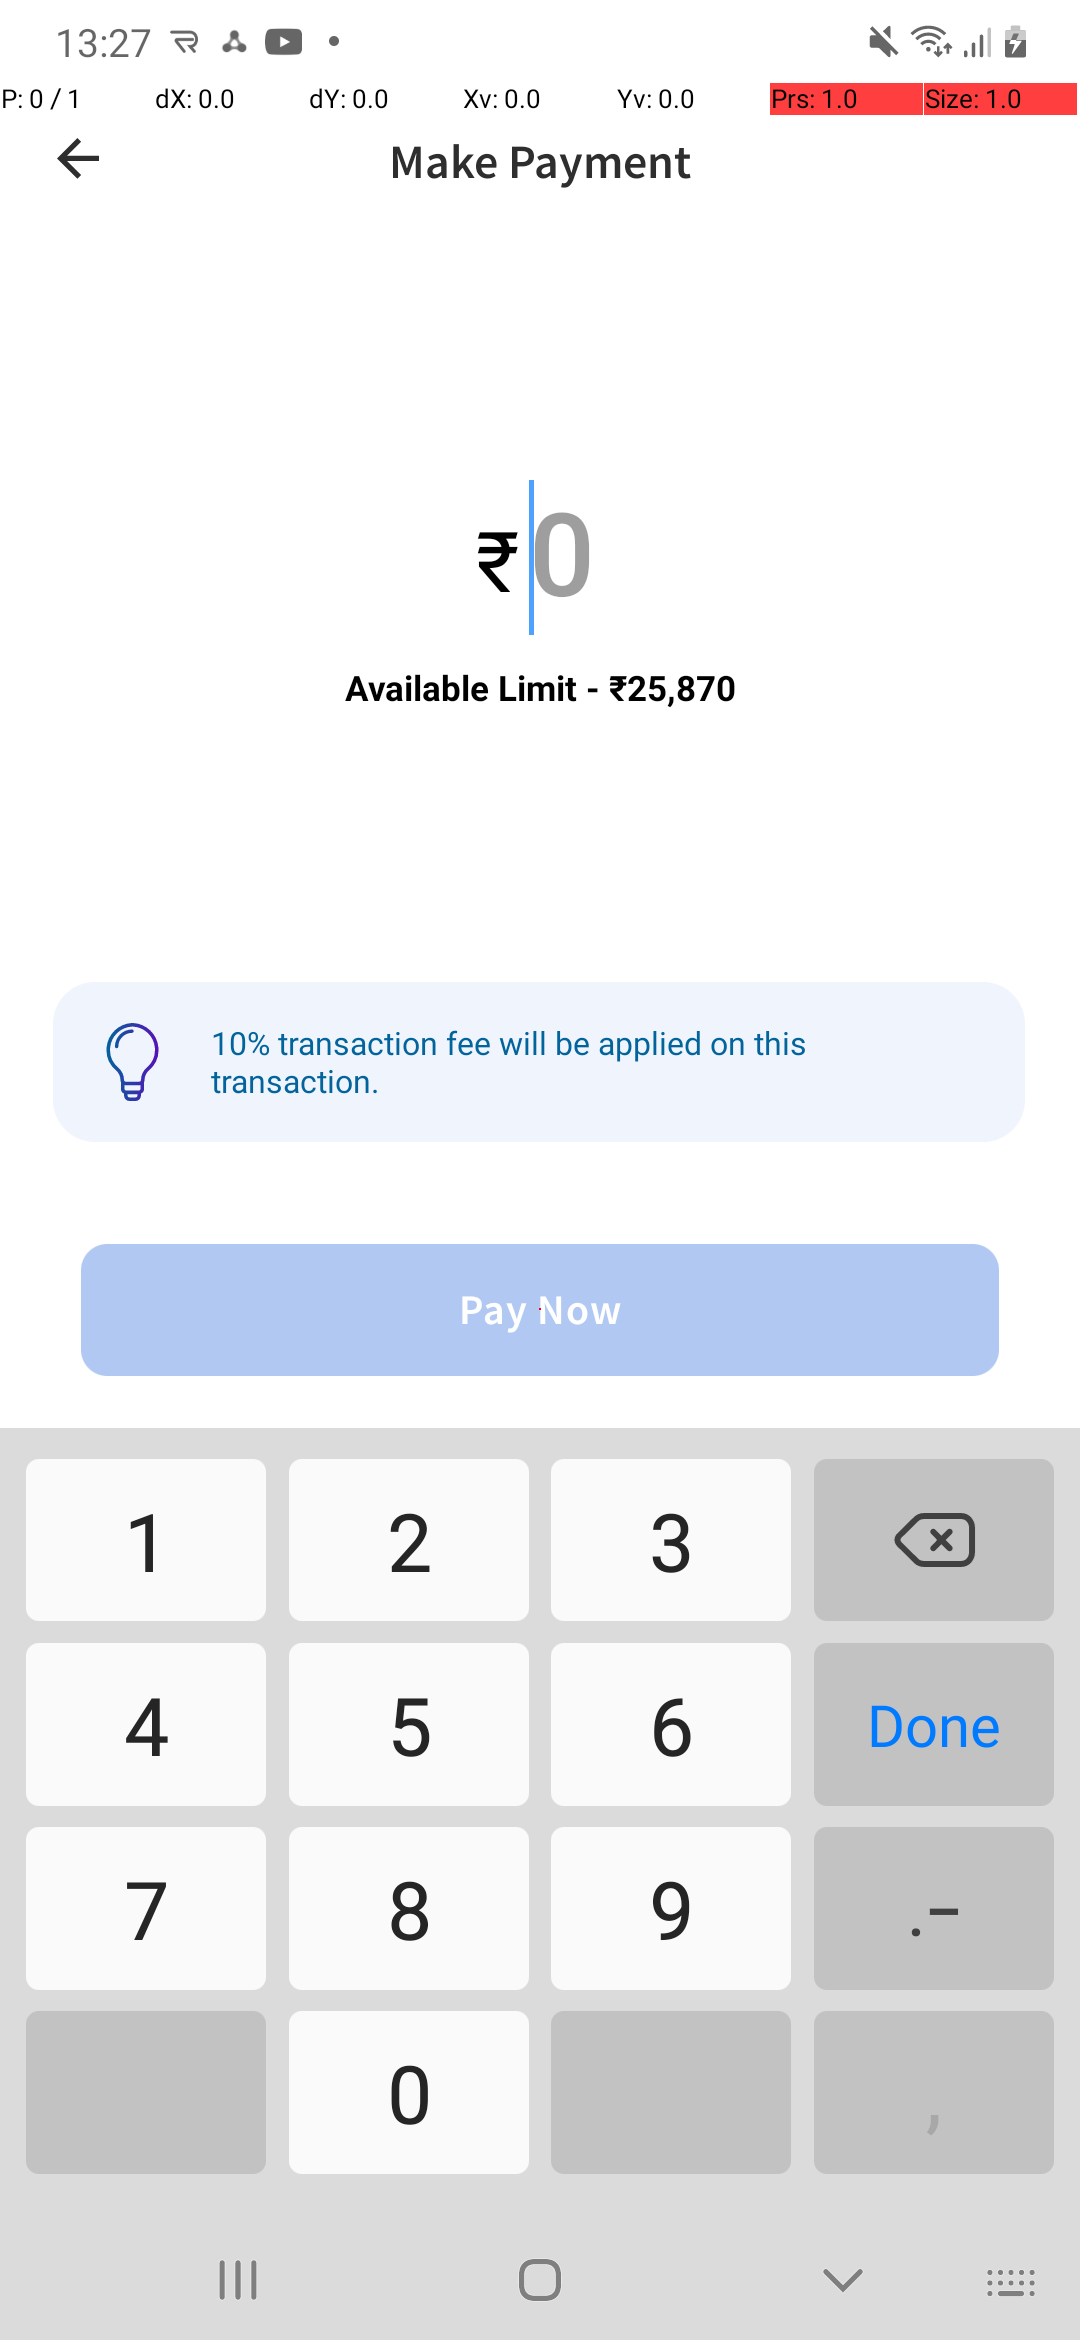 13:27
P: 0 / 1 dX: 0.0 dY: 0.0 Xv: 0.0 Yv: 0.0 Prs: 1.0 Size: 1.0
Make Payment
₹ 0
Available Limit - ₹25,870
10% transaction fee will be applied on this
transaction.
Pay Now
1 2 3
4 5 6 Done
7 8 9 .-
0 ,